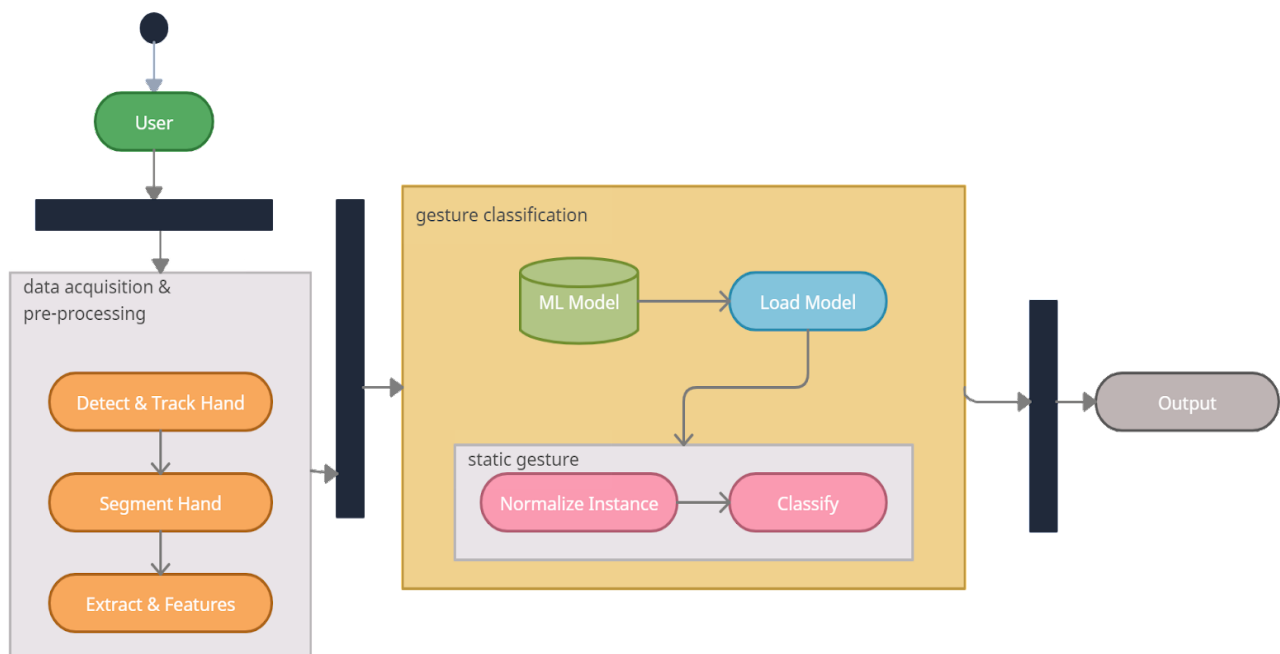 User
data acquisition &
pre-processing
Detect & Track Hand
Segment Hand
Extract & Features
gesture classification
ML Model
Load Model
static gesture
Normalize Instance
Classify
Output